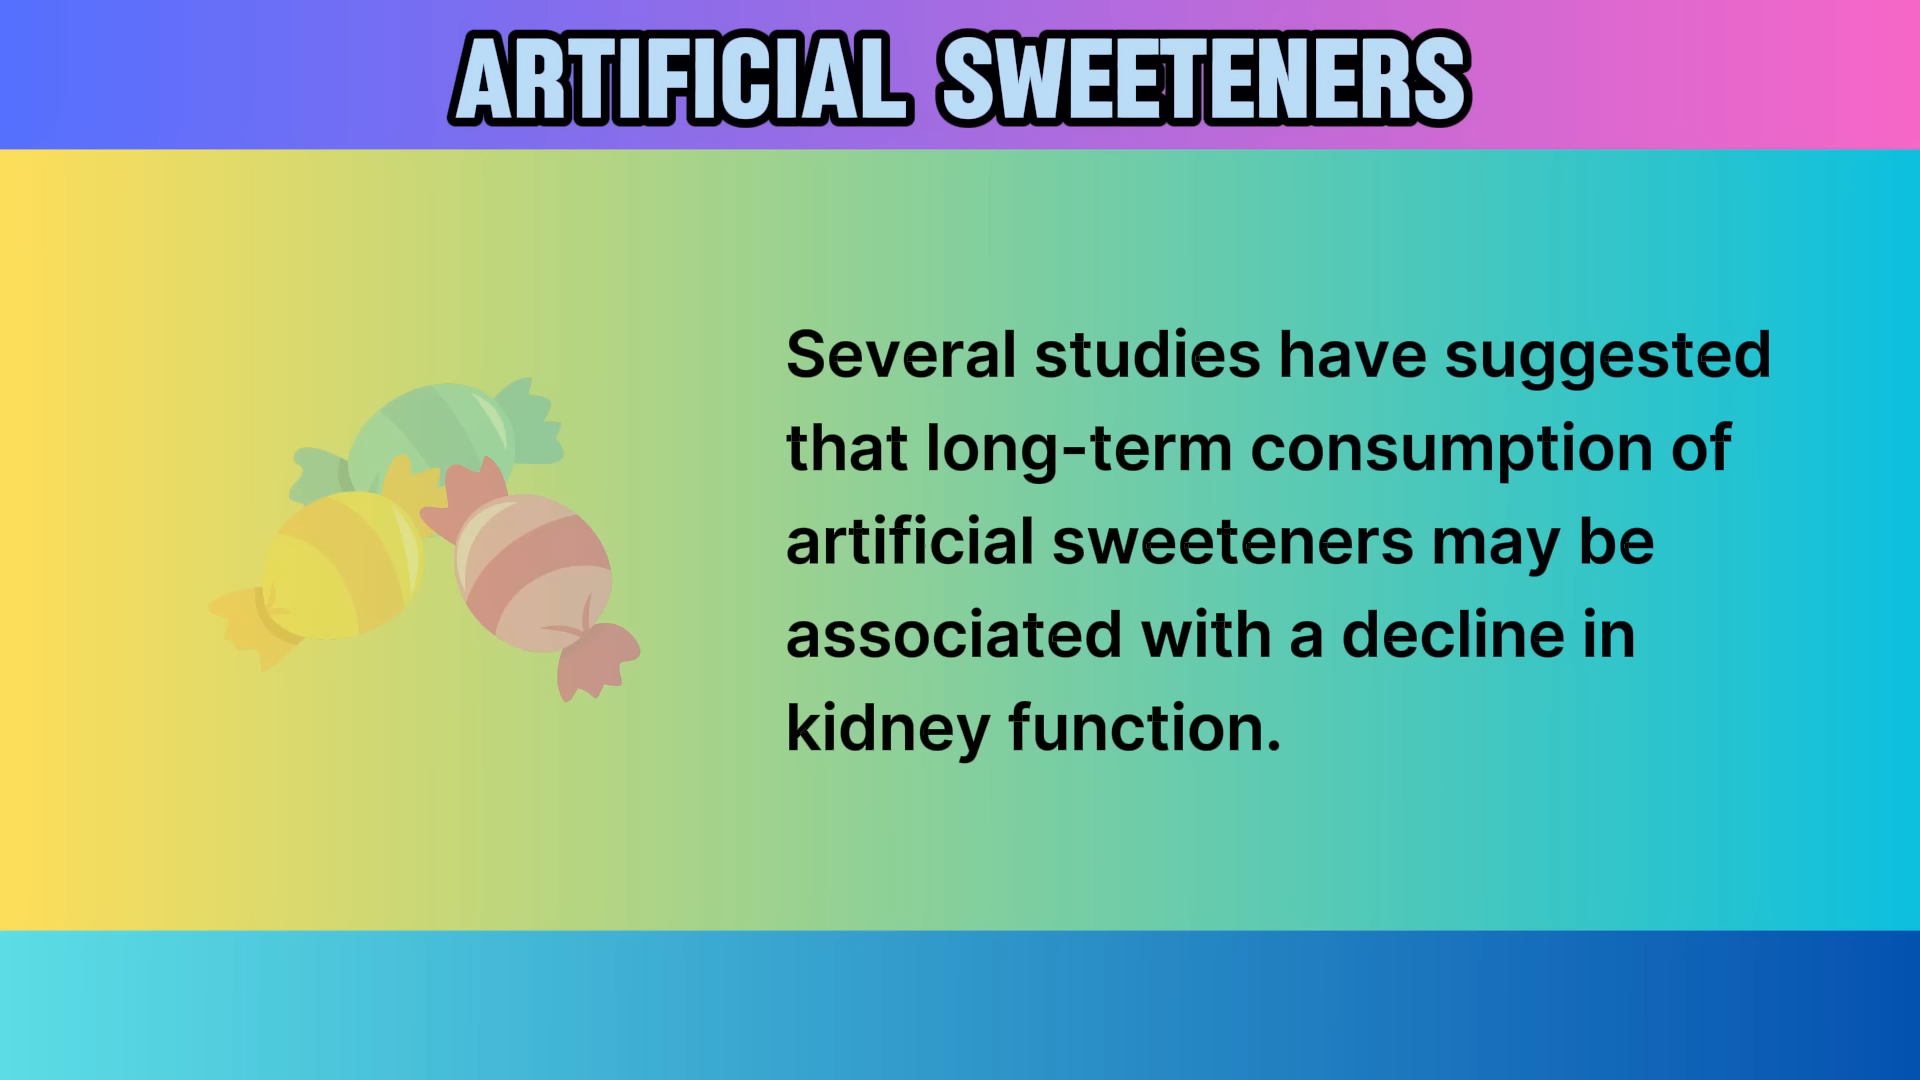 ARTIFICIAL SWEETENERS
Several studies have suggested
that long-term consumption of
artificial sweeteners may be
associated with a decline in
kidney function.